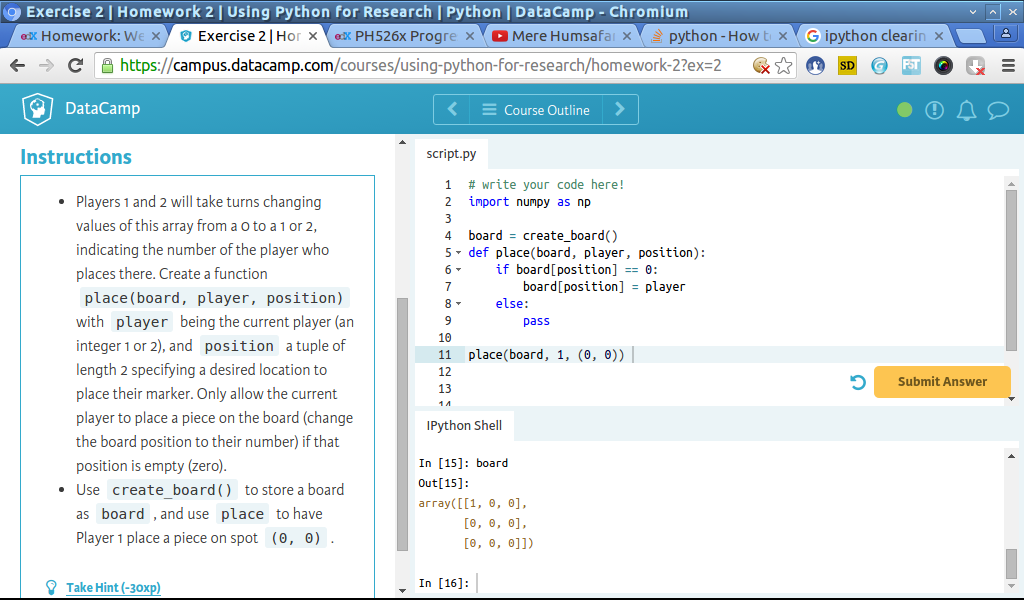 Exercise 2 | Homework 2 | Using Python for Research | Python | DataCamp - Chromium
edX Homework: We
Exercise 2 | Hor
edX PH526x Progre
Mere Humsafa
python - How t
ipython clearin
https://campus.datacamp.com/courses/using-python-for-research/homework-2?ex=2
SD
DataCamp
Course Outline
Instructions
Players 1 and 2 will take turns changing
values of this array from a 0 to a 1 or 2,
indicating the number of the player who
places there. Create a function
place(board, player, position)
with player being the current player (an
integer 1 or 2), and position a tuple of
length 2 specifying a desired location to
place their marker. Only allow the current
player to place a piece on the board (change
the board position to their number) if that
position is empty (zero).
Use create_board() to store a board
as board , and use place to have
Player 1 place a piece on spot (0, 0) .
Take Hint (-30xp)
script.py
1 # write your code here!
2 import numpy as np
3
4 board = create_board()
5 def place(board, player, position):
6 if board[position] == 0:
7 board[position] = player
8 else:
9 pass
10
11 place(board, 1, (0, 0))
12
13
14
Submit Answer
IPython Shell
In [15]: board
Out[15]:
array([[1, 0, 0],
[0, 0, 0],
[0, 0, 0]])
In [16]: